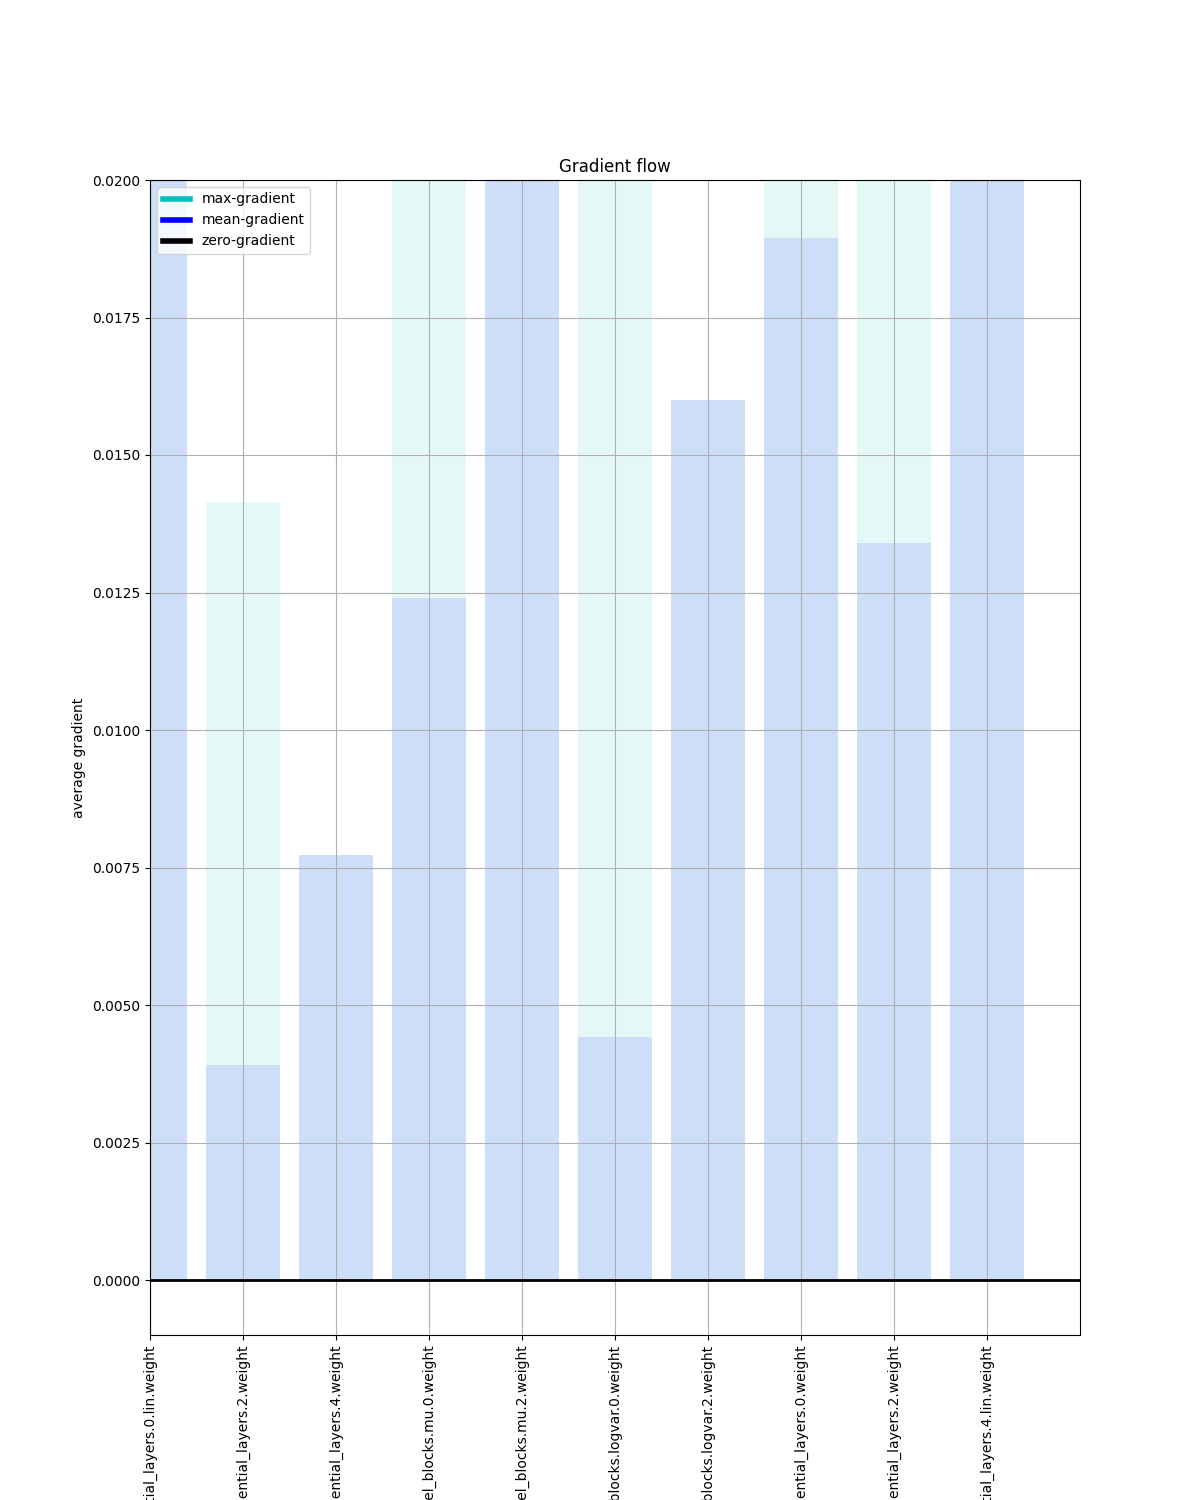 Gradient flow
max-gradient
mean-gradient
zero-gradient
average gradient
0.0200
0.0175
0.0150
0.0125
0.0100
0.0075
0.0050
0.0025
0.0000
tial_layers.0.lin.weight
ential_layers.2.weight
ential_layers.4.weight
el_blocks.mu.0.weight
el_blocks.mu.2.weight
blocks.logvar.0.weight
blocks.logvar.2.weight
ential_layers.0.weight
ential_layers.2.weight
tial_layers.4.lin.weight